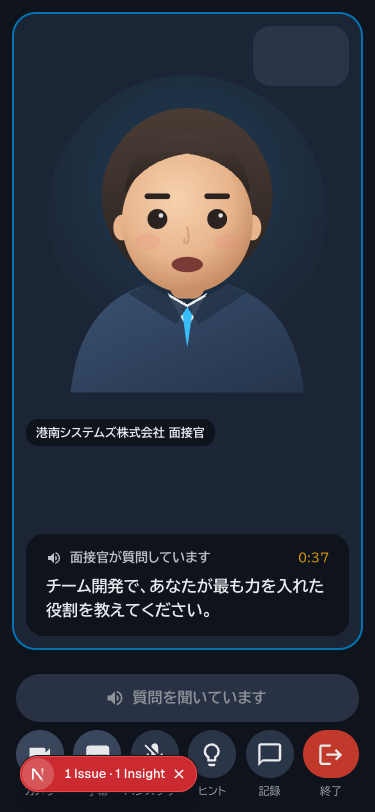 港南システムズ株式会社 面接官
面接官が質問しています 0:37
チーム開発で、あなたが最も力を入れた
役割を教えてください。
質問を聞いています
N 1 Issue · 1 Insight ×
ヒント 記録 終了